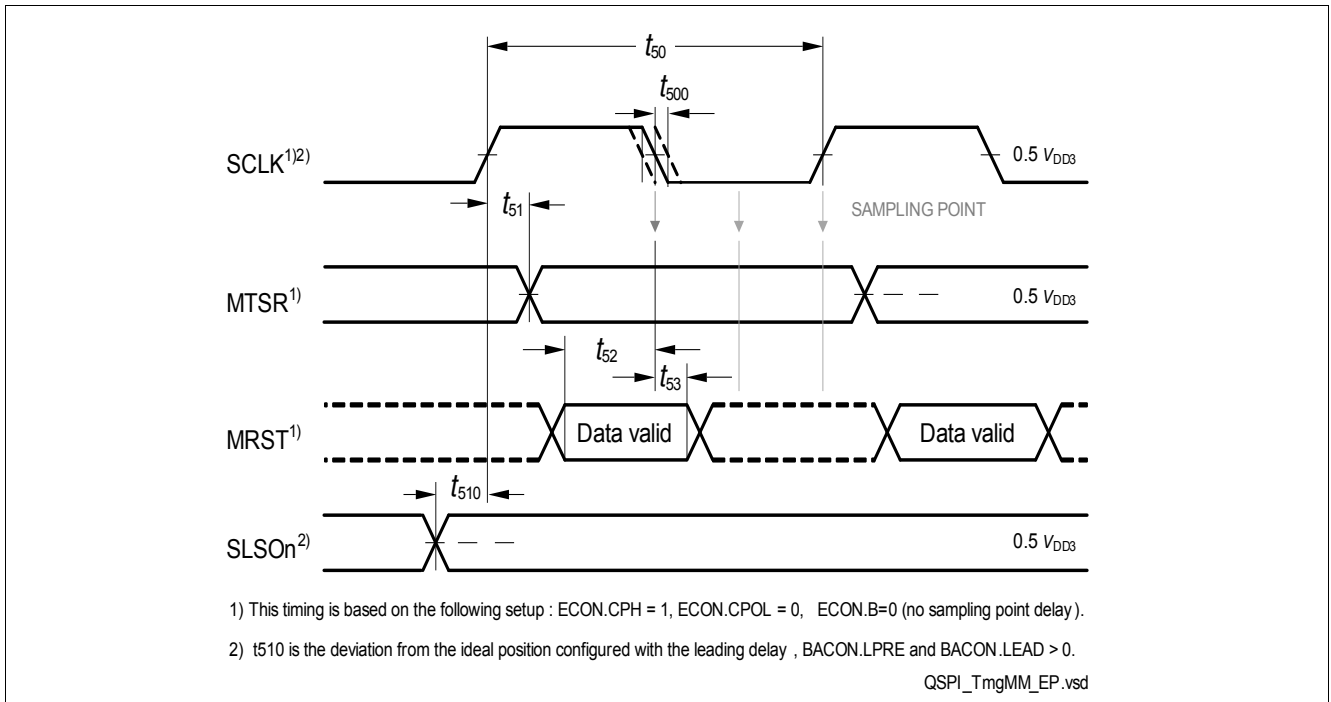 t50
t500
SCLK1)2)
0.5 VDD3
t51
SAMPLING POINT
MTSR1)
0.5 VDD3
t52
t53
MRST1)
Data valid
Data valid
t510
SLSOn2)
0.5 VDD3
1) This timing is based on the following setup : ECON.CPH = 1, ECON.CPOL = 0, ECON.B=0 (no sampling point delay).
2) t510 is the deviation from the ideal position configured with the leading delay , BACON.LPRE and BACON.LEAD > 0.
QSPI_TmgMM_EP.vsd